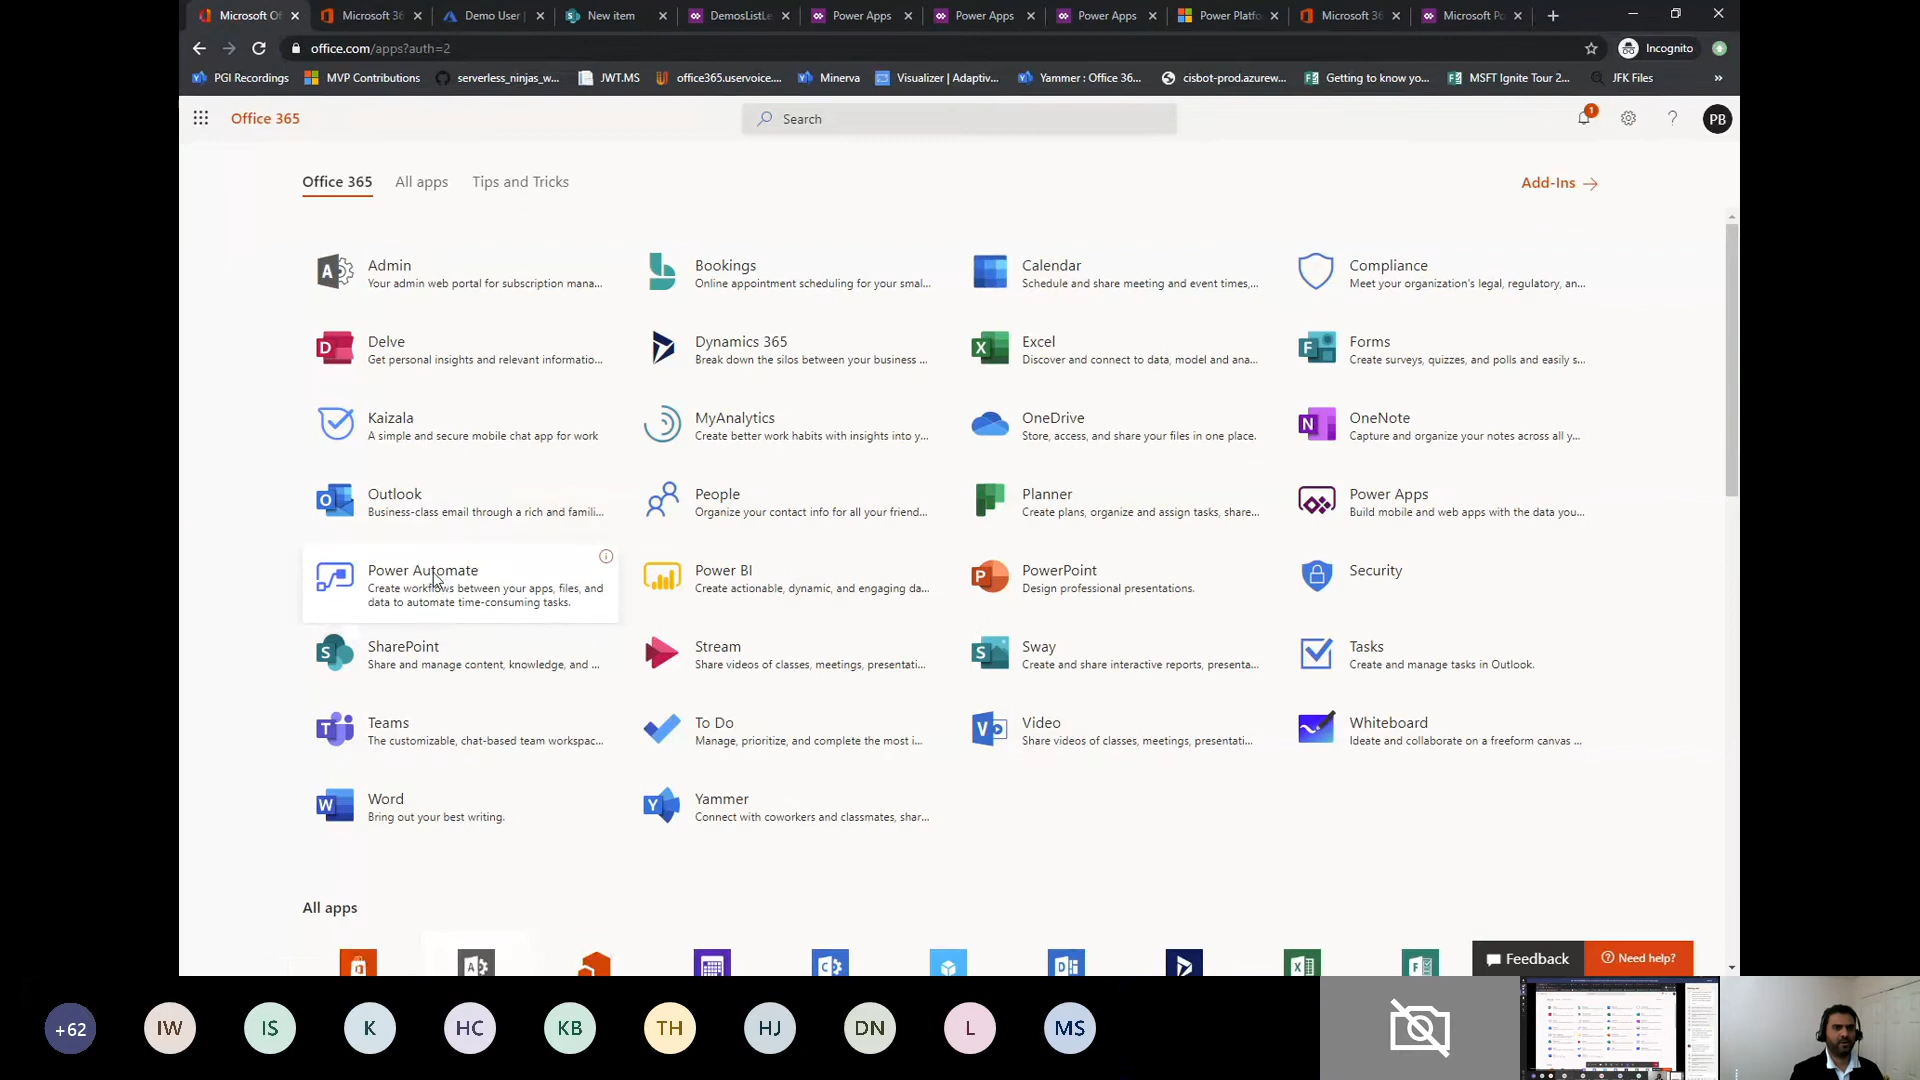 Microsoft Of
Microsoft 36
Demo User |
New item
DemosListLe
Power Apps
Power Apps
Power Apps
Power Platfo
Microsoft 36
Microsoft Po
office.com/apps?auth=2
Incognito
PGI Recordings
MVP Contributions
serverless_ninjas_w...
JWT.MS
office365.uservoice....
Minerva
Visualizer | Adaptiv...
Yammer : Office 36...
cisbot-prod.azurew...
Getting to know yo...
MSFT Ignite Tour 2...
JFK Files
»
Office 365
Search
1
?
PB
Office 365
All apps
Tips and Tricks
Add-Ins
Admin
Your admin web portal for subscription mana...
Bookings
Online appointment scheduling for your smal...
Calendar
Schedule and share meeting and event times,...
Compliance
Meet your organization's legal, regulatory, an...
Delve
Get personal insights and relevant informatio...
Dynamics 365
Break down the silos between your business ...
Excel
Discover and connect to data, model and ana...
Forms
Create surveys, quizzes, and polls and easily s...
Kaizala
A simple and secure mobile chat app for work
MyAnalytics
Create better work habits with insights into y...
OneDrive
Store, access, and share your files in one place.
OneNote
Capture and organize your notes across all y...
Outlook
Business-class email through a rich and famili...
People
Organize your contact info for all your friend...
Planner
Create plans, organize and assign tasks, share...
Power Apps
Build mobile and web apps with the data you...
Power Automate
Create workflows between your apps, files, and
data to automate time-consuming tasks.
Power BI
Create actionable, dynamic, and engaging da...
PowerPoint
Design professional presentations.
Security
SharePoint
Share and manage content, knowledge, and ...
Stream
Share videos of classes, meetings, presentati...
Sway
Create and share interactive reports, presenta...
Tasks
Create and manage tasks in Outlook.
Teams
The customizable, chat-based team workspac...
To Do
Manage, prioritize, and complete the most i...
Video
Share videos of classes, meetings, presentati...
Whiteboard
Ideate and collaborate on a freeform canvas ...
Word
Bring out your best writing.
Yammer
Connect with coworkers and classmates, shar...
All apps
Feedback
Need help?
+62
IW
IS
K
HC
KB
TH
HJ
DN
L
MS